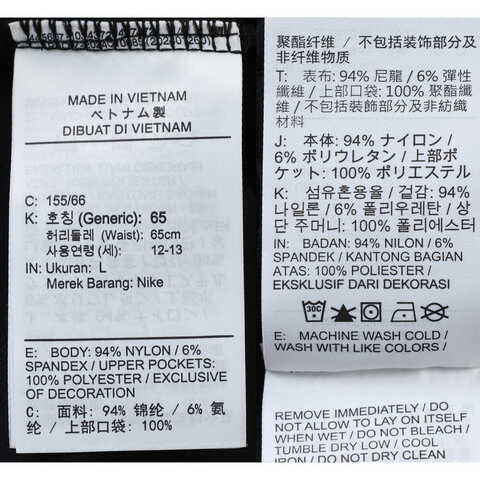 MADE IN VIETNAM
ベトナム製
DIBUAT DI VIETNAM
C: 155/66
K: 호칭 (Generic): 65
허리둘레 (Waist): 65cm
사용연령 (세): 12-13
IN: Ukuran: L
Merek Barang: Nike
E: BODY: 94% NYLON / 6%
SPANDEX / UPPER POCKETS:
100% POLYESTER / EXCLUSIVE
OF DECORATION
C: 面料: 94% 锦纶 / 6% 氨
纶 / 上部口袋: 100%
聚酯纤维 / 不包括装饰部分及
非纤维物质
T: 表布: 94% 尼龍 / 6% 彈性
纖維 / 上部口袋: 100% 聚酯纖
維 / 不包括裝飾部分及非紡織
材料
J: 本体: 94% ナイロン /
6% ポリウレタン / 上部ポ
ケット: 100% ポリエステル
K: 섬유혼용율 / 겉감: 94%
나일론 / 6% 폴리우레탄 / 상
단 주머니: 100% 폴리에스터
IN: BADAN: 94% NILON / 6%
SPANDEK / KANTONG BAGIAN
ATAS: 100% POLIESTER /
EKSKLUSIF DARI DEKORASI
30C
E: MACHINE WASH COLD /
WASH WITH LIKE COLORS /
REMOVE IMMEDIATELY / DO
NOT ALLOW TO LAY ON ITSELF
WHEN WET / DO NOT BLEACH /
TUMBLE DRY LOW / COOL
IRON / DO NOT DRY CLEAN